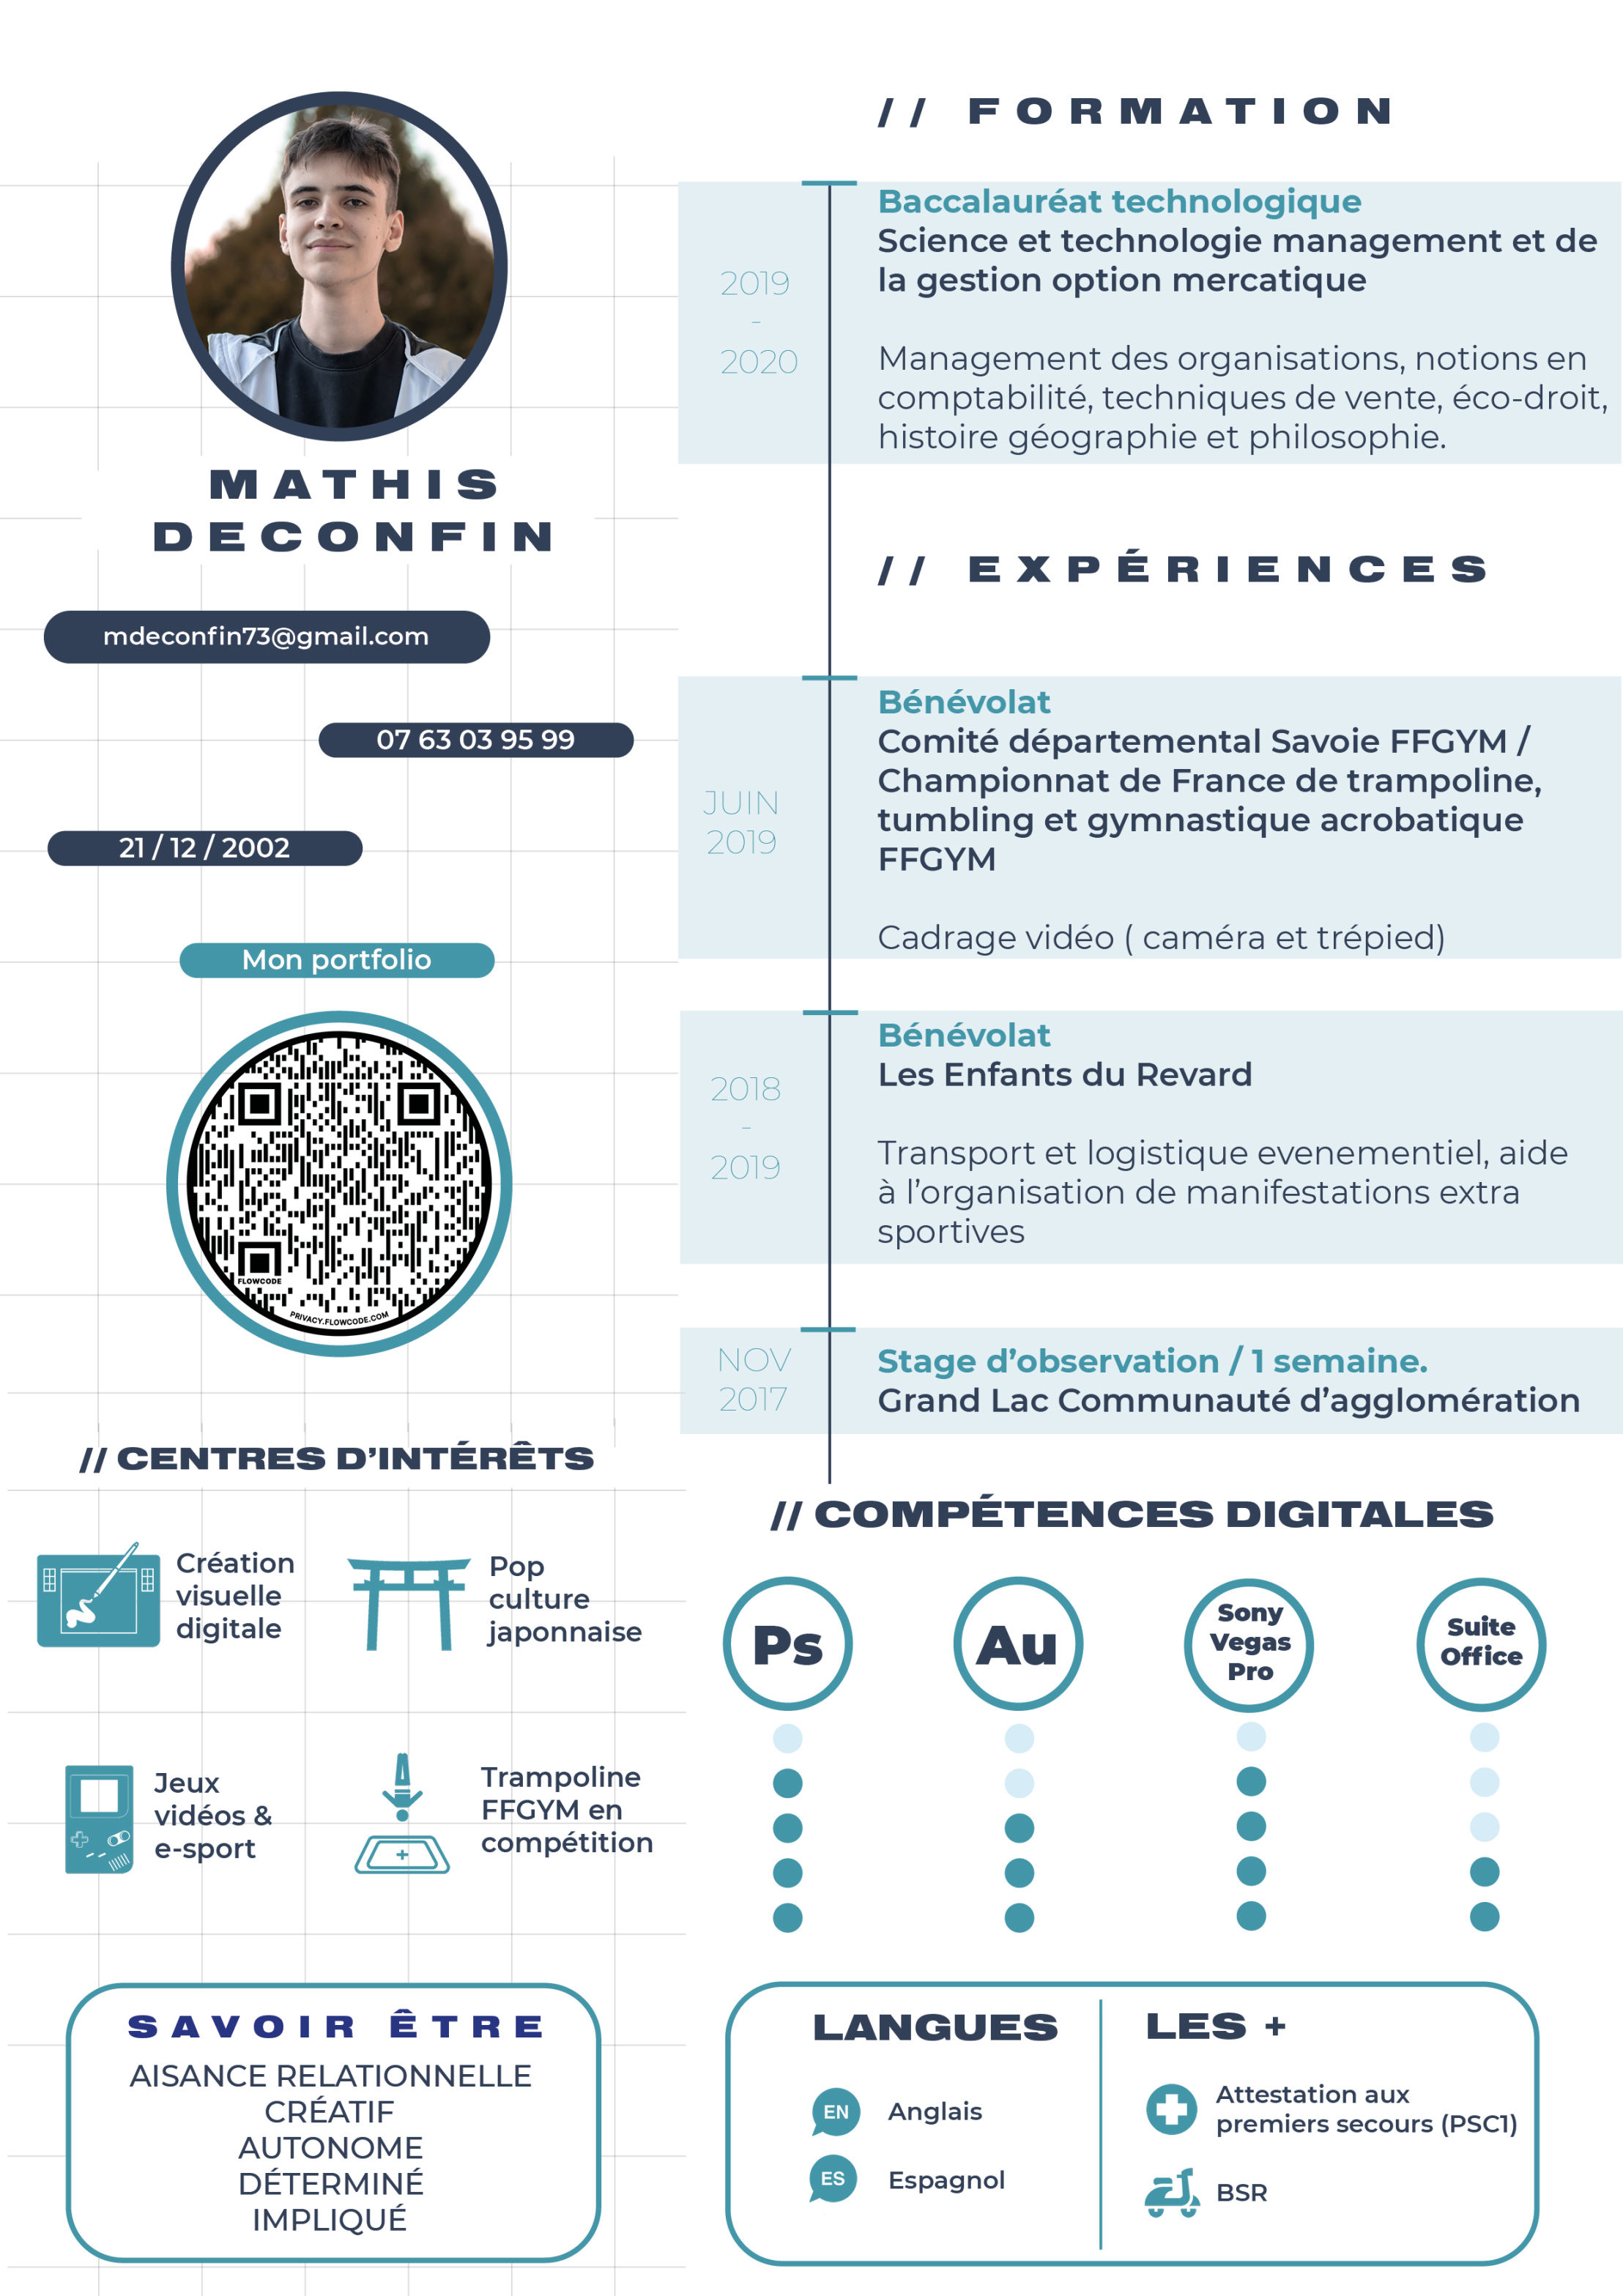 MATHIS
DECONFIN
mdeconfin73@gmail.com
07 63 03 95 99
21 / 12 / 2002
Mon portfolio
FLOWCODE
PRIVACY.FLOWCODE.COM
// CENTRES D'INTÉRÊTS
Création
visuelle
digitale
Pop
culture
japonnaise
Jeux
vidéos &
e-sport
Trampoline
FFGYM en
compétition
SAVOIR ÊTRE
AISANCE RELATIONNELLE
CRÉATIF
AUTONOME
DÉTERMINÉ
IMPLIQUÉ
// FORMATION
2019
-
2020
Baccalauréat technologique
Science et technologie management et de
la gestion option mercatique
Management des organisations, notions en
comptabilité, techniques de vente, éco-droit,
histoire géographie et philosophie.
// EXPÉRIENCES
JUIN
2019
Bénévolat
Comité départemental Savoie FFGYM /
Championnat de France de trampoline,
tumbling et gymnastique acrobatique
FFGYM
Cadrage vidéo ( caméra et trépied)
2018
-
2019
Bénévolat
Les Enfants du Revard
Transport et logistique evenementiel, aide
à l'organisation de manifestations extra
sportives
NOV
2017
Stage d'observation / 1 semaine.
Grand Lac Communauté d'agglomération
// COMPÉTENCES DIGITALES
Ps
Au
Sony
Vegas
Pro
Suite
Office
LANGUES
EN Anglais
ES Espagnol
LES +
Attestation aux
premiers secours (PSC1)
BSR